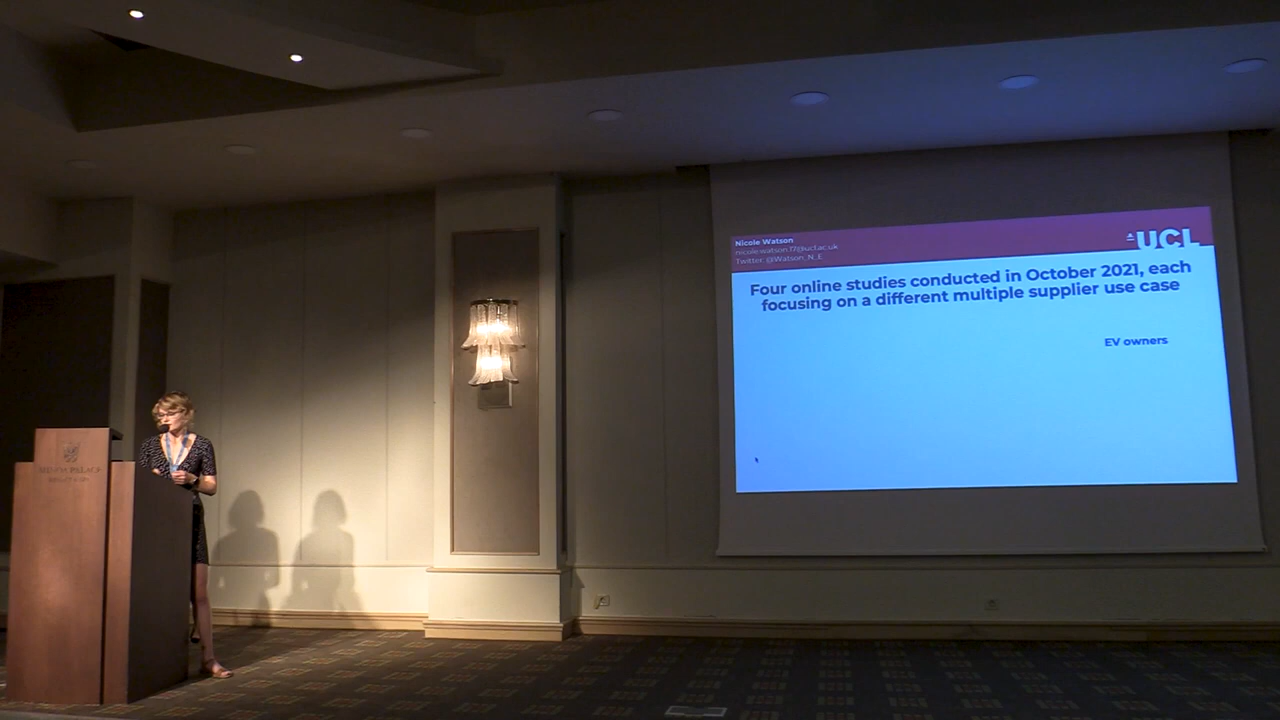 Nicole Watson
nicole.watson.17@ucl.ac.uk
Twitter: @Watson_N_E
UCL
Four online studies conducted in October 2021, each
focusing on a different multiple supplier use case
EV owners
PALACE